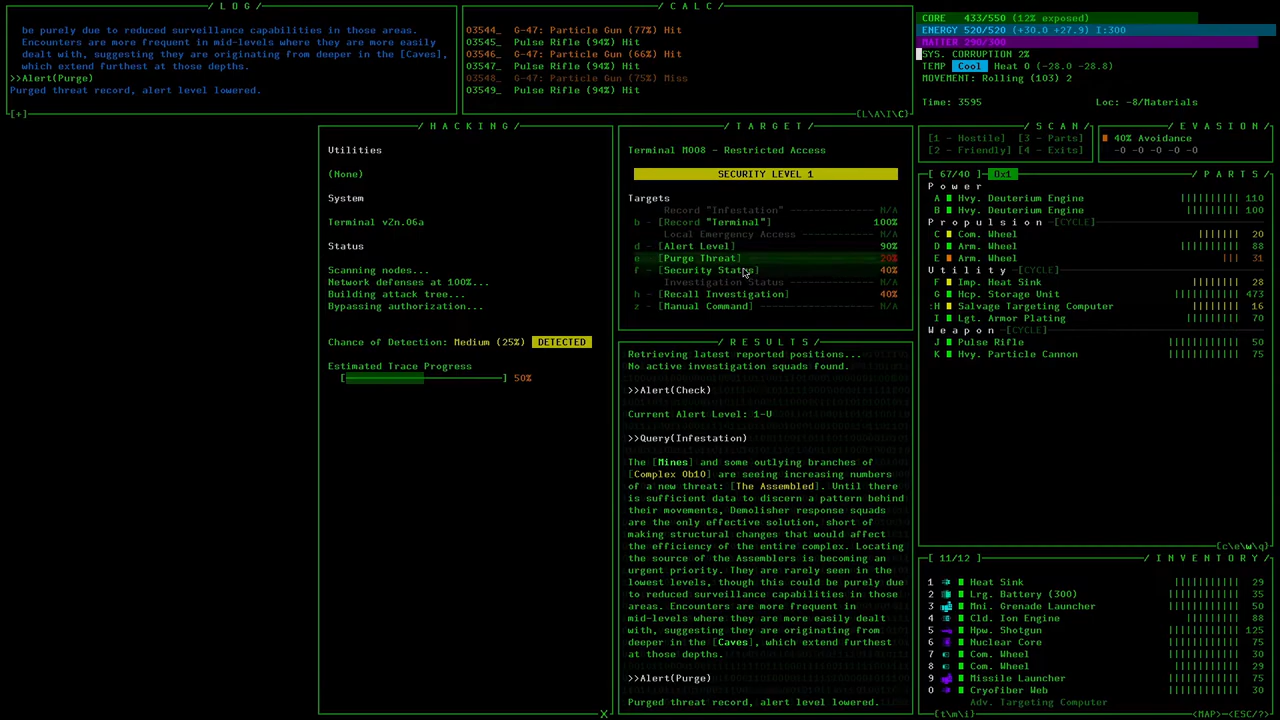 / L O G /
be purely due to reduced surveillance capabilities in those areas.
Encounters are more frequent in mid-levels where they are more easily
dealt with, suggesting they are originating from deeper in the [Caves],
which extend furthest at those depths.
>>Alert(Purge)
Purged threat record, alert level lowered.
[+]
/ C A L C /
03544_ G-47: Particle Gun (77%) Hit
03545_ Pulse Rifle (94%) Hit
03546_ G-47: Particle Gun (66%) Hit
03547_ Pulse Rifle (94%) Hit
03548_ G-47: Particle Gun (75%) Miss
03549_ Pulse Rifle (94%) Hit
[L\A\I\C]
CORE 433/550 (12% exposed)
ENERGY 520/520 (+30.0 +27.9) I:300
MATTER 290/300
SYS. CORRUPTION 2%
TEMP Cool Heat 0 (-28.0 -28.8)
MOVEMENT: Rolling (103) 2
Time: 3595 Loc: -8/Materials
/ S C A N /
[1 - Hostile] [3 - Parts]
[2 - Friendly] [4 - Exits]
/ E V A S I O N
40% Avoidance
-0 -0 -0 -0 -0
/ H A C K I N G /
Utilities
(None)
System
Terminal v2n.06a
Status
Scanning nodes...
Network defenses at 100%...
Building attack tree...
Bypassing authorization...
Chance of Detection: Medium (25%) DETECTED
Estimated Trace Progress
[ ] 50%
X
/ T A R G E T /
Terminal M008 - Restricted Access
SECURITY LEVEL 1
Targets
Record "Infestation" N/A
b - [Record "Terminal"] 100%
Local Emergency Access N/A
d - [Alert Level] 90%
e [Purge Threat] 20%
f - [Security Status] 40%
Investigation Status N/A
h - [Recall Investigation] 40%
z - [Manual Command] N/A
/ R E S U L T S /
Retrieving latest reported positions...
No active investigation squads found.
>>Alert(Check)
Current Alert Level: 1-V
>>Query(Infestation)
The [Mines] and some outlying branches of
[Complex 0b10] are seeing increasing numbers
of a new threat: [The Assembled]. Until there
is sufficient data to discern a pattern behind
their movements, Demolisher response squads
are the only effective solution, short of
making structural changes that would affect
the efficiency of the entire complex. Locating
the source of the Assemblers is becoming an
urgent priority. They are rarely seen in the
lowest levels, though this could be purely due
to reduced surveillance capabilities in those
areas. Encounters are more frequent in
mid-levels where they are more easily dealt
with, suggesting they are originating from
deeper in the [Caves], which extend furthest
at those depths.
>>Alert(Purge)
Purged threat record, alert level lowered.
[ 67/40 ] 0x1 / P A R T S /
P o w e r
A Hvy. Deuterium Engine 110
B Hvy. Deuterium Engine 100
P r o p u l s i o n [CYCLE]
C Com. Wheel 20
D Arm. Wheel 88
E Arm. Wheel 31
U t i l i t y [CYCLE]
F Imp. Heat Sink 28
G Hcp. Storage Unit 473
:H Salvage Targeting Computer 16
I Lgt. Armor Plating 70
W e a p o n [CYCLE]
J Pulse Rifle 50
K Hvy. Particle Cannon 75
[c\e\w\q]
[ 11/12 ] / I N V E N T O R Y /
1 Heat Sink 29
2 Lrg. Battery (300) 35
3 Mni. Grenade Launcher 50
4 Cld. Ion Engine 88
5 Hpw. Shotgun 125
6 Nuclear Core 75
7 Com. Wheel 30
8 Com. Wheel 29
9 Missile Launcher 75
0 Cryofiber Web 30
Adv. Targeting Computer
[t\m\i] <MAP>-<ESC/?>